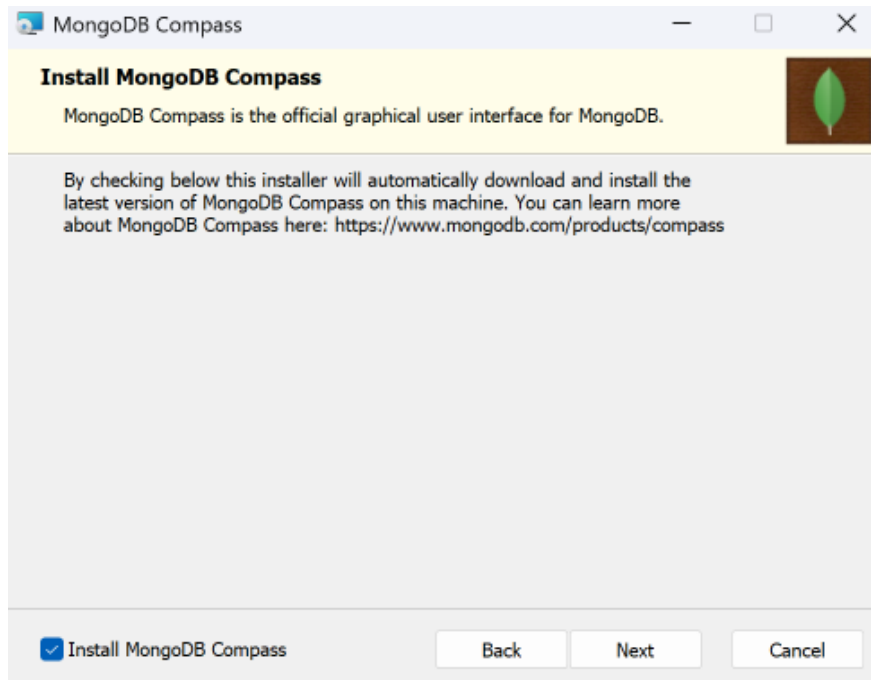 MongoDB Compass
Install MongoDB Compass
MongoDB Compass is the official graphical user interface for MongoDB.
By checking below this installer will automatically download and install the
latest version of MongoDB Compass on this machine. You can learn more
about MongoDB Compass here: https://www.mongodb.com/products/compass
Install MongoDB Compass Back Next Cancel